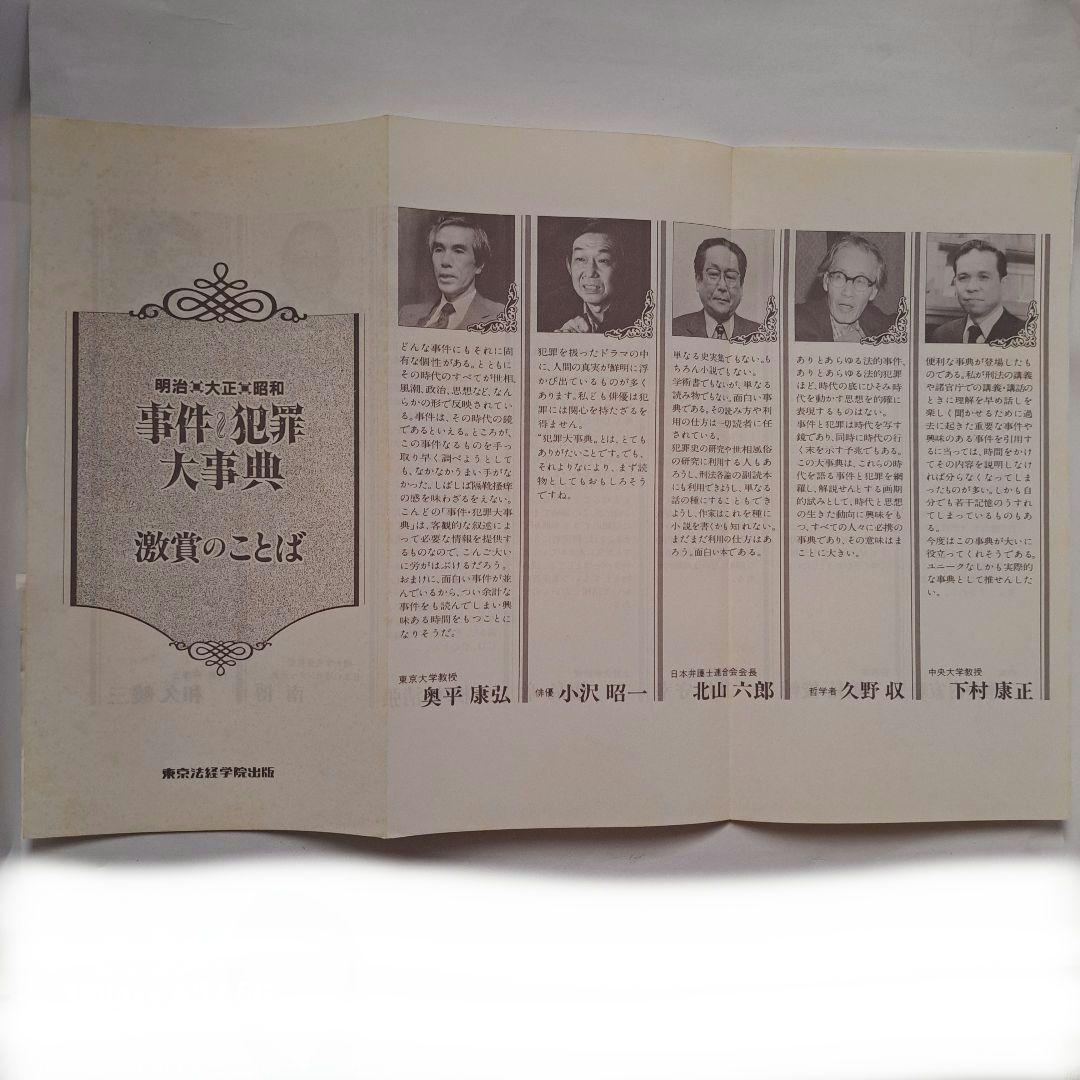 明治 大正 昭和
事件 犯罪
大事典
激賞のことば
東京法経学院出版
どんな事件にもそれに固
有な個性がある。とともに
その時代のすべてが世相、
風潮、政治、思想など、なん
らかの形で反映されてい
る。事件は、その時代の鏡
であるといえる。ところが、
この事件なるものを手っ
取り早く調べようとして
も、なかなかうまい手がな
かった。しばしば隔靴掻痒
の感を味わざるをえない。
こんどの「事件・犯罪大事
典」は、客観的な叙述によ
って必要な情報を提供す
るものなので、こんご大い
に労がはぶけるだろう。
おまけに、面白い事件が並
んでいるから、つい余計な
事件をも読んでしまい興
味ある時間をもつことに
なりそうだ。
東京大学教授
奥平 康弘
犯罪を扱ったドラマの中
に、人間の真実が鮮明に浮
かび出ているものが多く
あります。私ども俳優は犯
罪には関心を持たざるを
得ません。
“犯罪大事典”とは、とても
ありがたいことです。でも、
それよりなにより、まず読
物としてもおもしろそう
ですね。
俳優 小沢 昭一
単なる史実集でもない。も
ちろん小説でもない。
学術書でもないが、単なる
読み物でもない。面白い事
典である。その読み方や利
用の仕方は一切読者に任
されている。
犯罪史の研究や世相風俗
の研究に利用する人もあ
ろうし、刑法各論の副読本
にも利用できようし、単なる
話の種にすることもでき
ようし、作家はこれを種に
小説を書くかも知れない。
まだまだ利用の仕方はあ
ろう。面白い本である。
日本弁護士連合会会長
北山 六郎
ありとあらゆる法的事件、
ありとあらゆる法的犯罪
ほど、時代の底にひそみ時
代を動かす思想を的確に
表現するものはない。
事件と犯罪は時代を写す
鏡であり、同時に時代の行
く末を示す予兆でもある。
この大事典は、これらの時
代を語る事件と犯罪を網
羅し、解説せんとする画期
的試みとして、時代と思想
の生きた動向に興味をも
つ、すべての人々に必携の
事典であり、その意味はま
ことに大きい。
哲学者 久野 収
便利な事典が登場したも
のである。私が刑法の講義
や諸官庁での講義・講話の
ときに理解を早め話しを
楽しく聞かせるために過
去に起きた重要な事件や
興味のある事件を引用す
るに当っては、時間をかけ
てその内容を説明しなけ
れば分らなくなってしま
ったものが多い。しかも自
分でも若干記憶のうすれ
てしまっているものもあ
る。
今度はこの事典が大いに
役立ってくれそうである。
ユニークなしかも実際的
な事典として推せんした
い。
中央大学教授
下村 康正